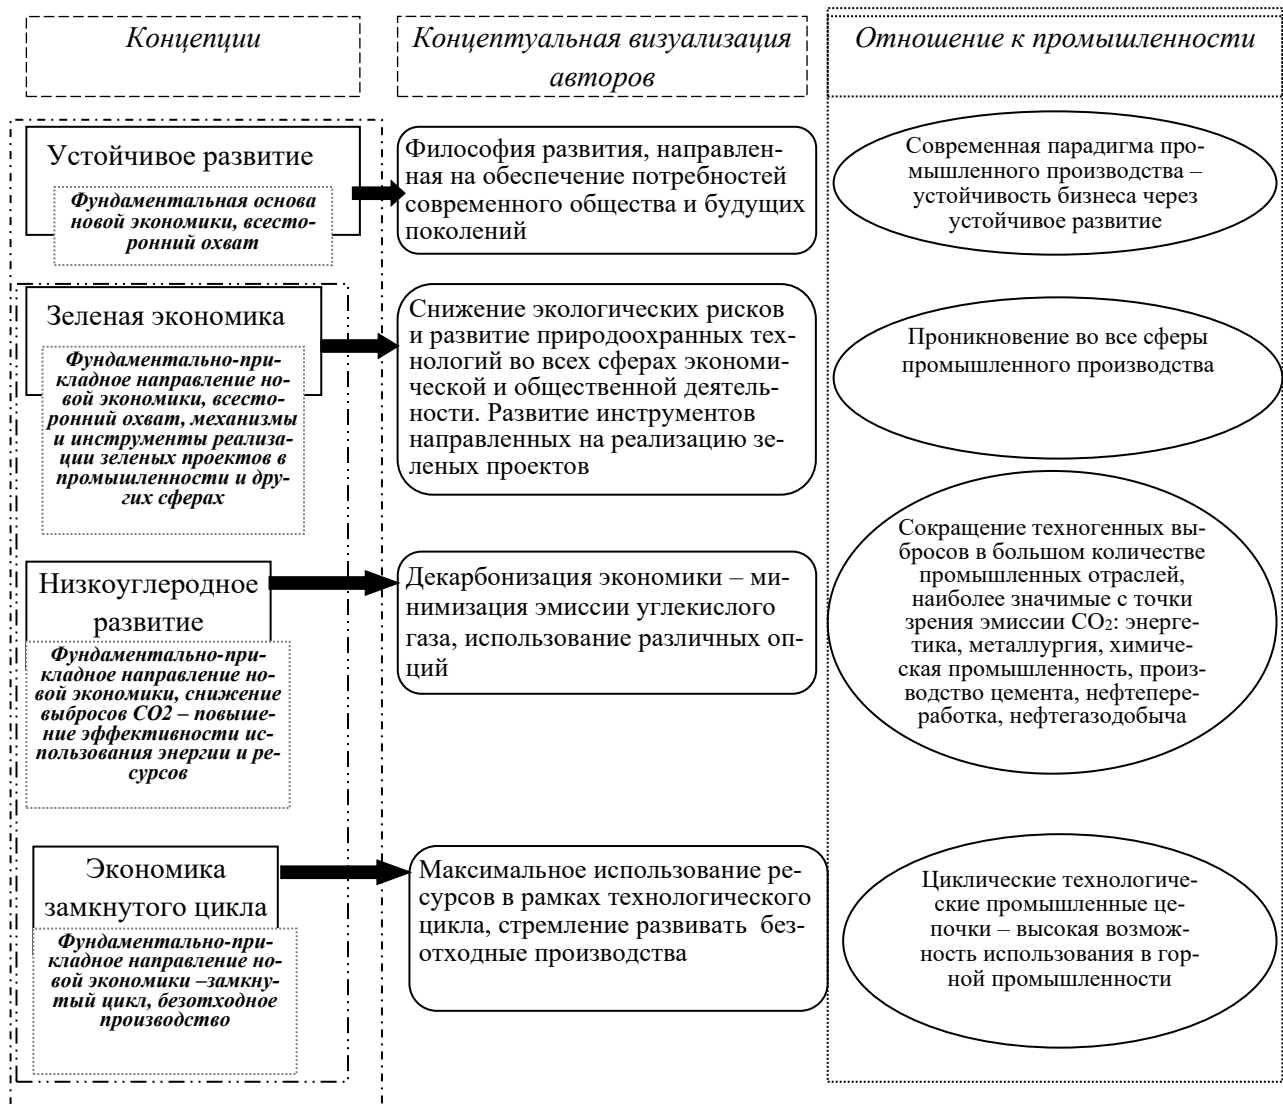 Концепции
Концептуальная визуализация
авторов
Отношение к промышленности
Устойчивое развитие
Фундаментальная основа
новой экономики, всесто-
ронний охват
Философия развития, направлен-
ная на обеспечение потребностей
современного общества и будущих
поколений
Современная парадигма про-
мышленного производства –
устойчивость бизнеса через
устойчивое развитие
Зеленая экономика
Фундаментально-при-
кладное направление но-
вой экономики, всесто-
ронний охват, механизмы
и инструменты реализа-
ции зеленых проектов в
промышленности и дру-
гих сферах
Снижение экологических рисков
и развитие природоохранных тех-
нологий во всех сферах экономи-
ческой и общественной деятель-
ности. Развитие инструментов
направленных на реализацию зе-
леных проектов
Проникновение во все сферы
промышленного производства
Низкоуглеродное
развитие
Фундаментально-при-
кладное направление но-
вой экономики, снижение
выбросов СО2 – повыше-
ние эффективности ис-
пользования энергии и ре-
сурсов
Декарбонизация экономики – ми-
нимизация эмиссии углекислого
газа, использование различных оп-
ций
Сокращение техногенных вы-
бросов в большом количестве
промышленных отраслей,
наиболее значимые с точки
зрения эмиссии СО₂: энерге-
тика, металлургия, химиче-
ская промышленность, произ-
водство цемента, нефтепере-
работка, нефтегазодобыча
Экономика
замкнутого цикла
Фундаментально-при-
кладное направление но-
вой экономики –замкну-
тый цикл, безотходное
производство
Максимальное использование ре-
сурсов в рамках технологического
цикла, стремление развивать без-
отходные производства
Циклические технологиче-
ские промышленные це-
почки – высокая возмож-
ность использования в гор-
ной промышленности